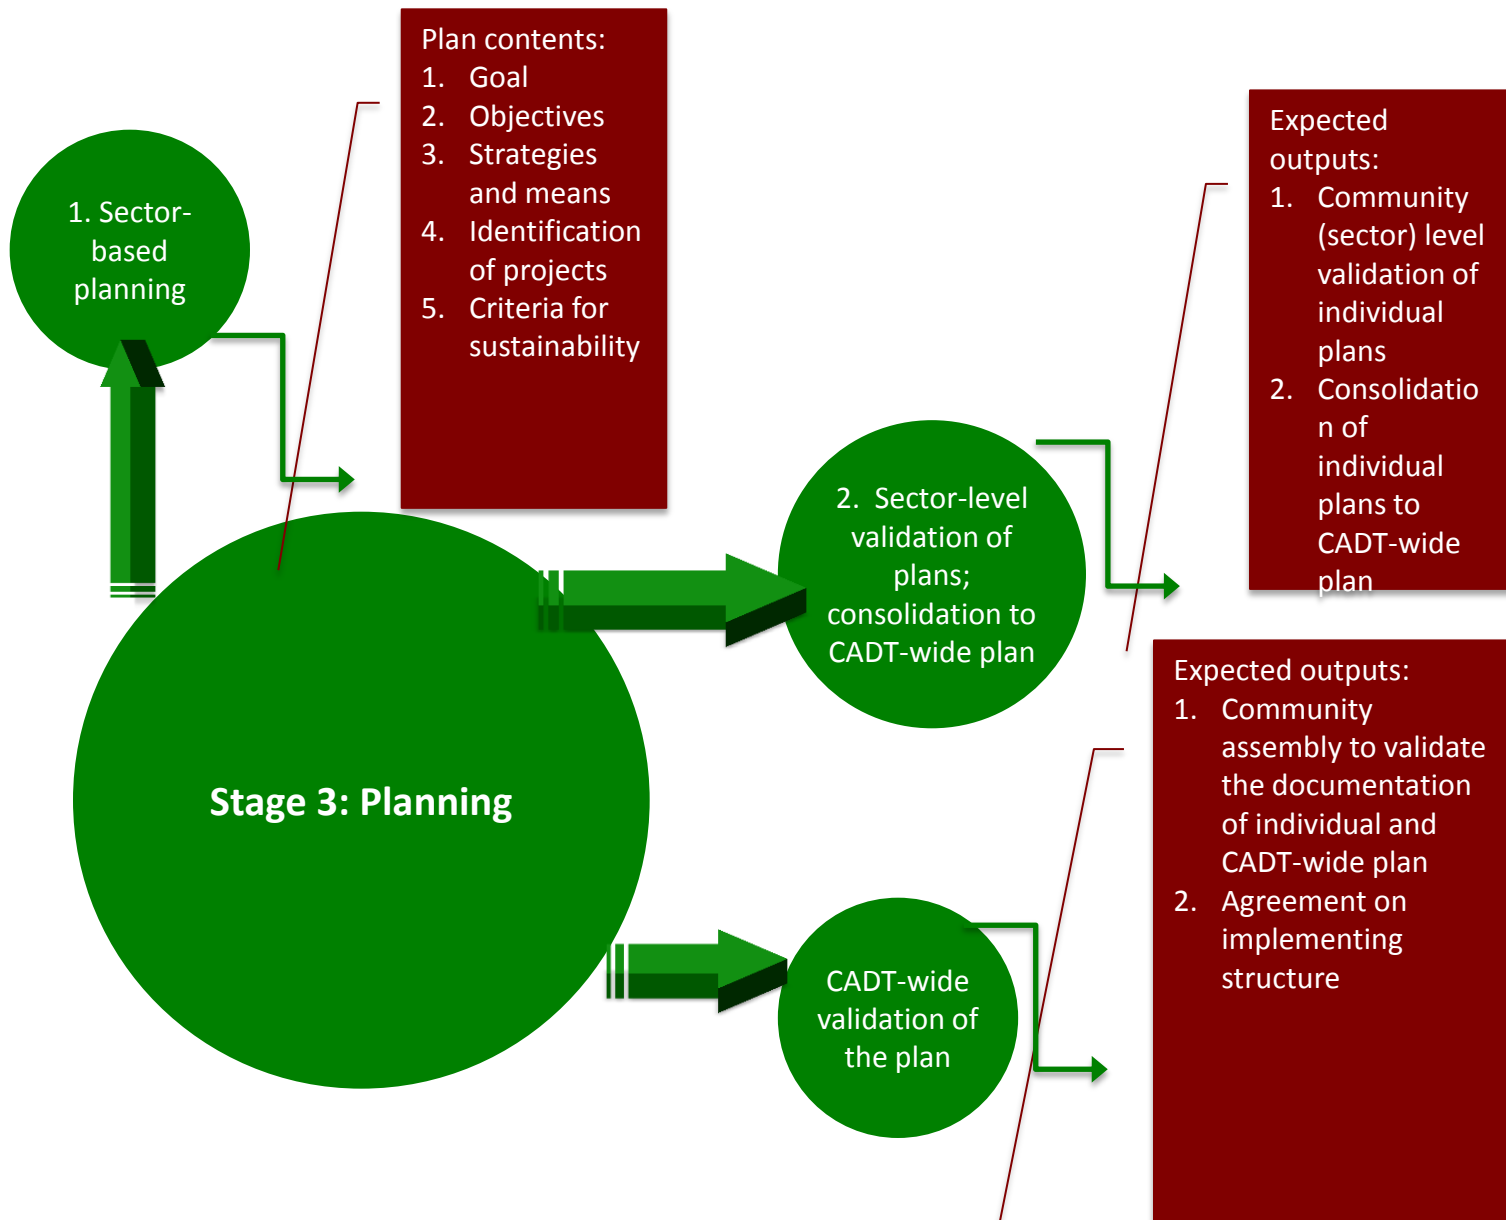 Plan contents:
1. Goal
2. Objectives
3. Strategies
and means
4. Identification
of projects
5. Criteria for
sustainability
1. Sector-
based
planning
Expected
outputs:
1. Community
(sector) level
validation of
individual
plans
2. Consolidatio
n of
individual
plans to
CADT-wide
plan
2. Sector-level
validation of
plans;
consolidation to
CADT-wide plan
Stage 3: Planning
Expected outputs:
1. Community
assembly to validate
the documentation
of individual and
CADT-wide plan
2. Agreement on
implementing
structure
CADT-wide
validation of
the plan